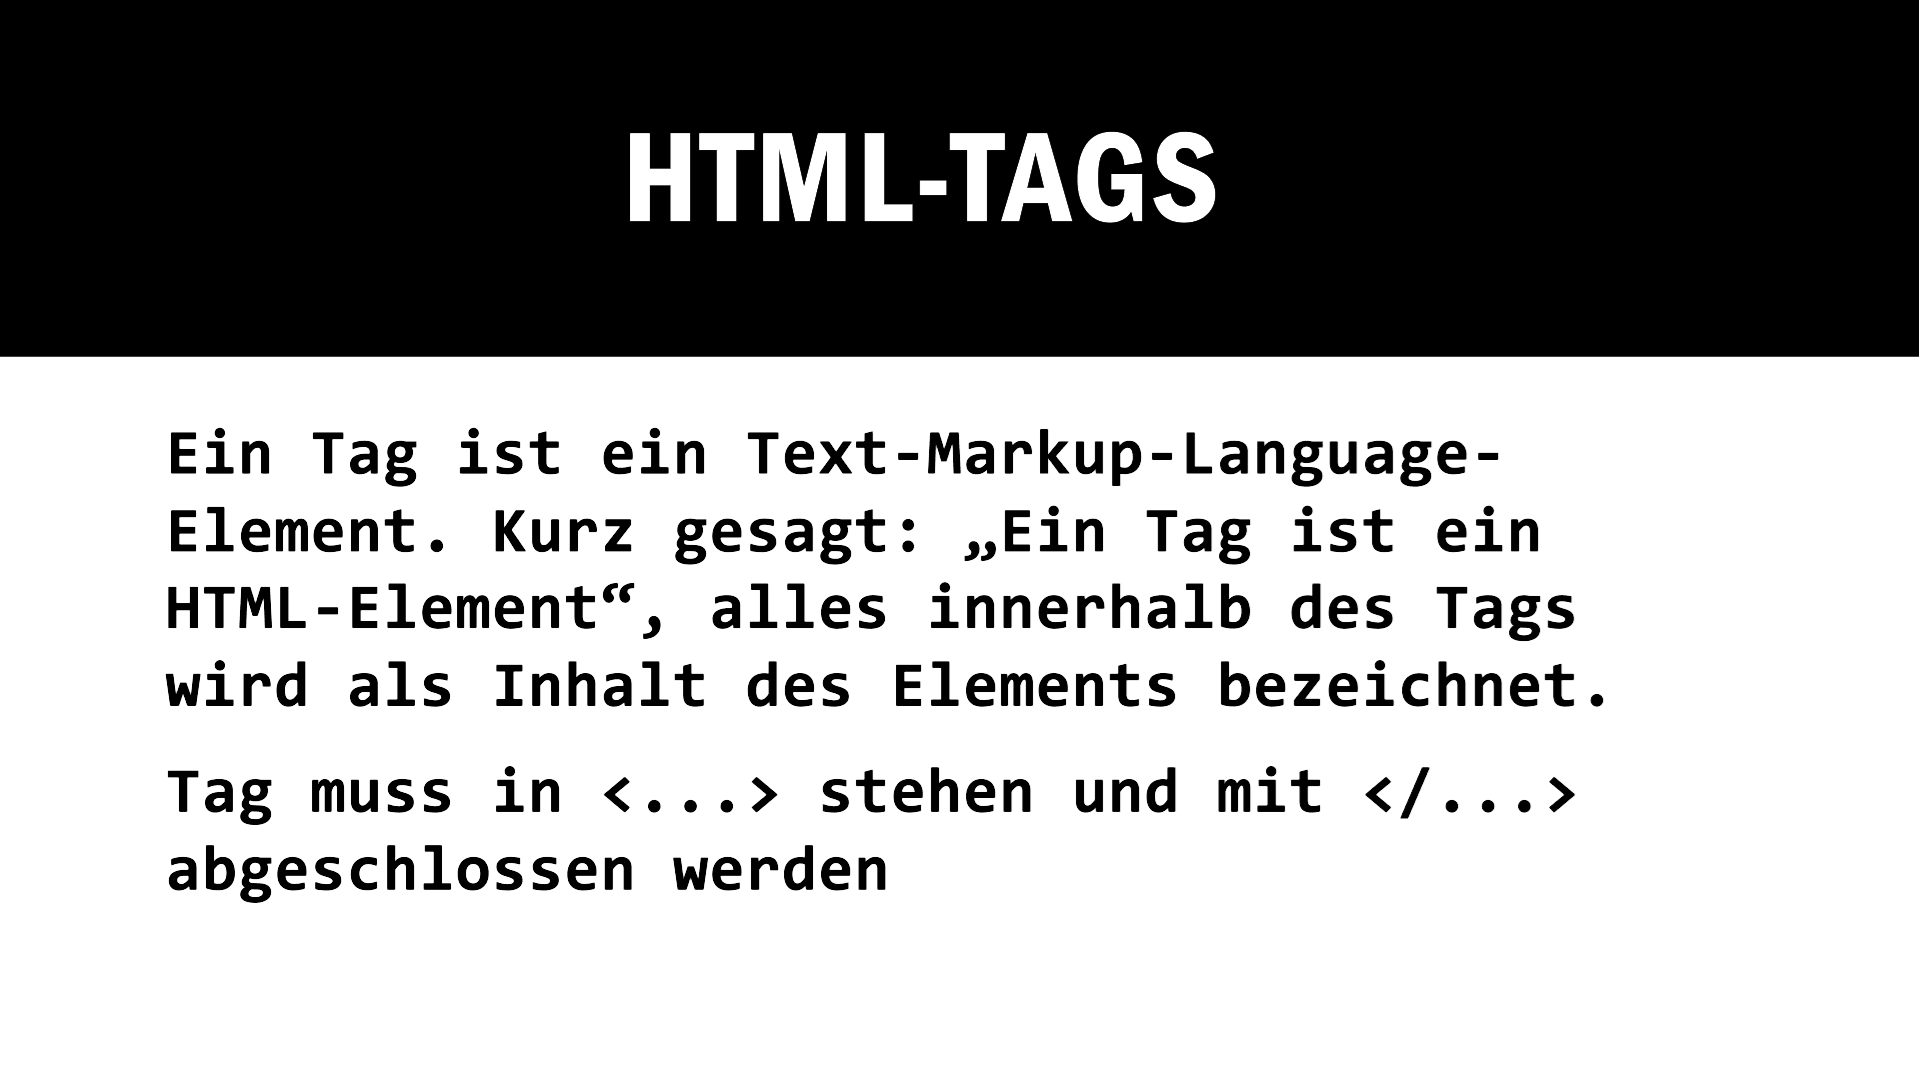 HTML-TAGS
Ein Tag ist ein Text-Markup-Language-
Element. Kurz gesagt: „Ein Tag ist ein
HTML-Element“, alles innerhalb des Tags
wird als Inhalt des Elements bezeichnet.
Tag muss in <...> stehen und mit </...>
abgeschlossen werden